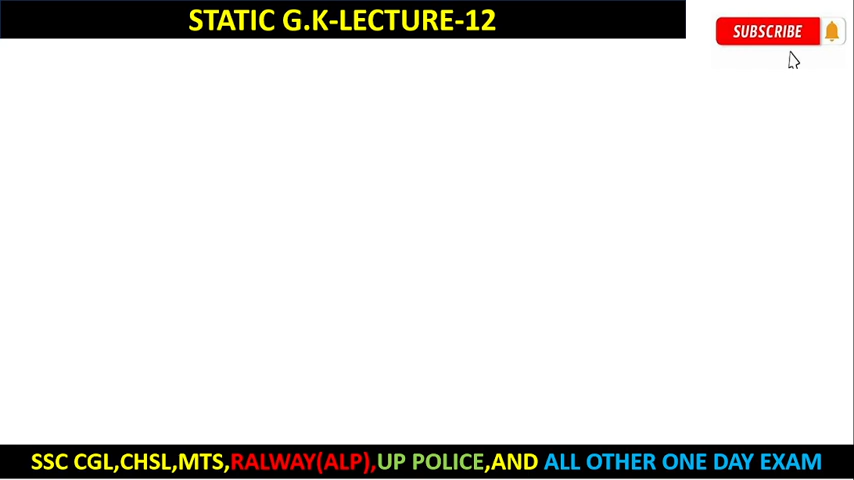 STATIC G.K-LECTURE-12
SUBSCRIBE
SSC CGL,CHSL,MTS,RALWAY(ALP),UP POLICE,AND ALL OTHER ONE DAY EXAM